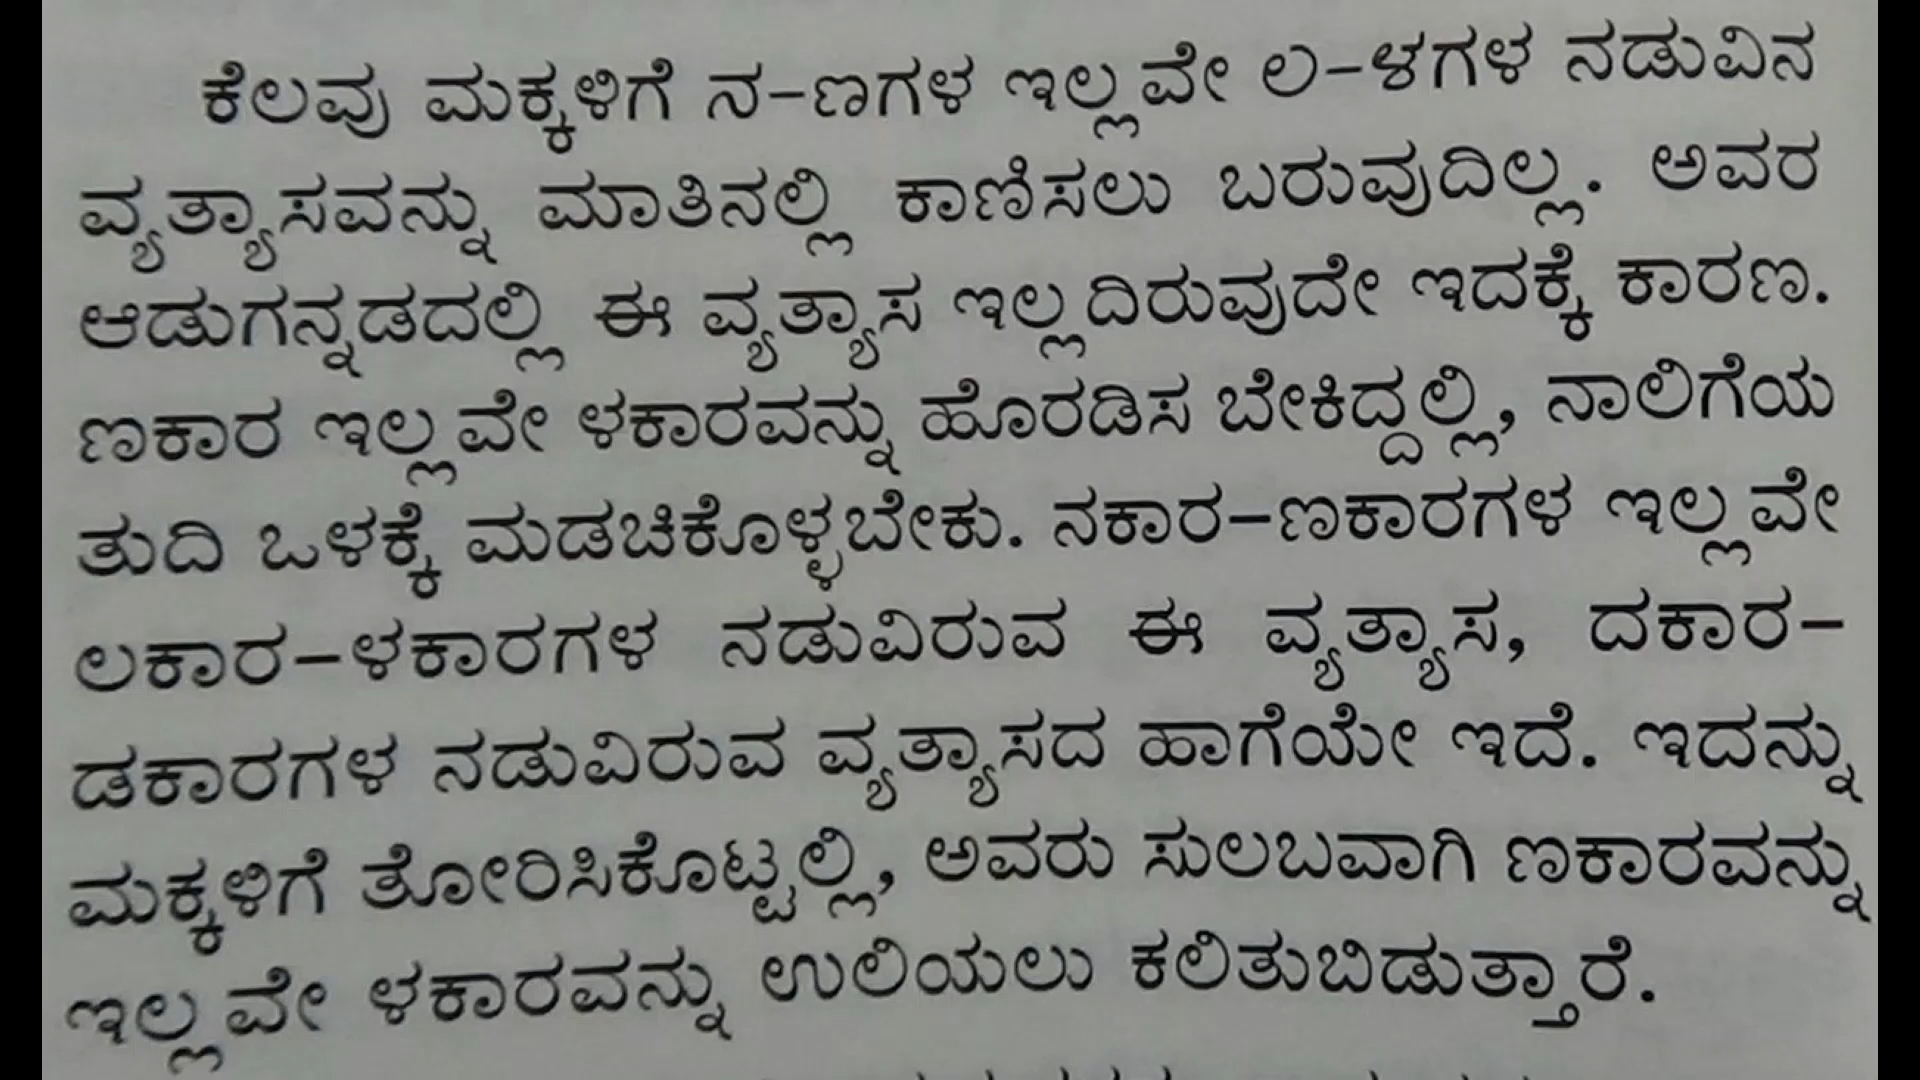 ಕೆಲವು ಮಕ್ಕಳಿಗೆ ನ-ಣಗಳ ಇಲ್ಲವೇ ಲ-ಳಗಳ ನಡುವಿನ
ವ್ಯತ್ಯಾಸವನ್ನು ಮಾತಿನಲ್ಲಿ ಕಾಣಿಸಲು ಬರುವುದಿಲ್ಲ. ಅವರ
ಆಡುಗನ್ನಡದಲ್ಲಿ ಈ ವ್ಯತ್ಯಾಸ ಇಲ್ಲದಿರುವುದೇ ಇದಕ್ಕೆ ಕಾರಣ.
ಣಕಾರ ಇಲ್ಲವೇ ಳಕಾರವನ್ನು ಹೊರಡಿಸ ಬೇಕಿದ್ದಲ್ಲಿ, ನಾಲಿಗೆಯ
ತುದಿ ಒಳಕ್ಕೆ ಮಡಚಿಕೊಳ್ಳಬೇಕು. ನಕಾರ-ಣಕಾರಗಳ ಇಲ್ಲವೇ
ಲಕಾರ-ಳಕಾರಗಳ ನಡುವಿರುವ ಈ ವ್ಯತ್ಯಾಸ, ದಕಾರ-
ಡಕಾರಗಳ ನಡುವಿರುವ ವ್ಯತ್ಯಾಸದ ಹಾಗೆಯೇ ಇದೆ. ಇದನ್ನು
ಮಕ್ಕಳಿಗೆ ತೋರಿಸಿಕೊಟ್ಟಲ್ಲಿ, ಅವರು ಸುಲಬವಾಗಿ ಣಕಾರವನ್ನು
ಇಲ್ಲವೇ ಳಕಾರವನ್ನು ಉಲಿಯಲು ಕಲಿತುಬಿಡುತ್ತಾರೆ.